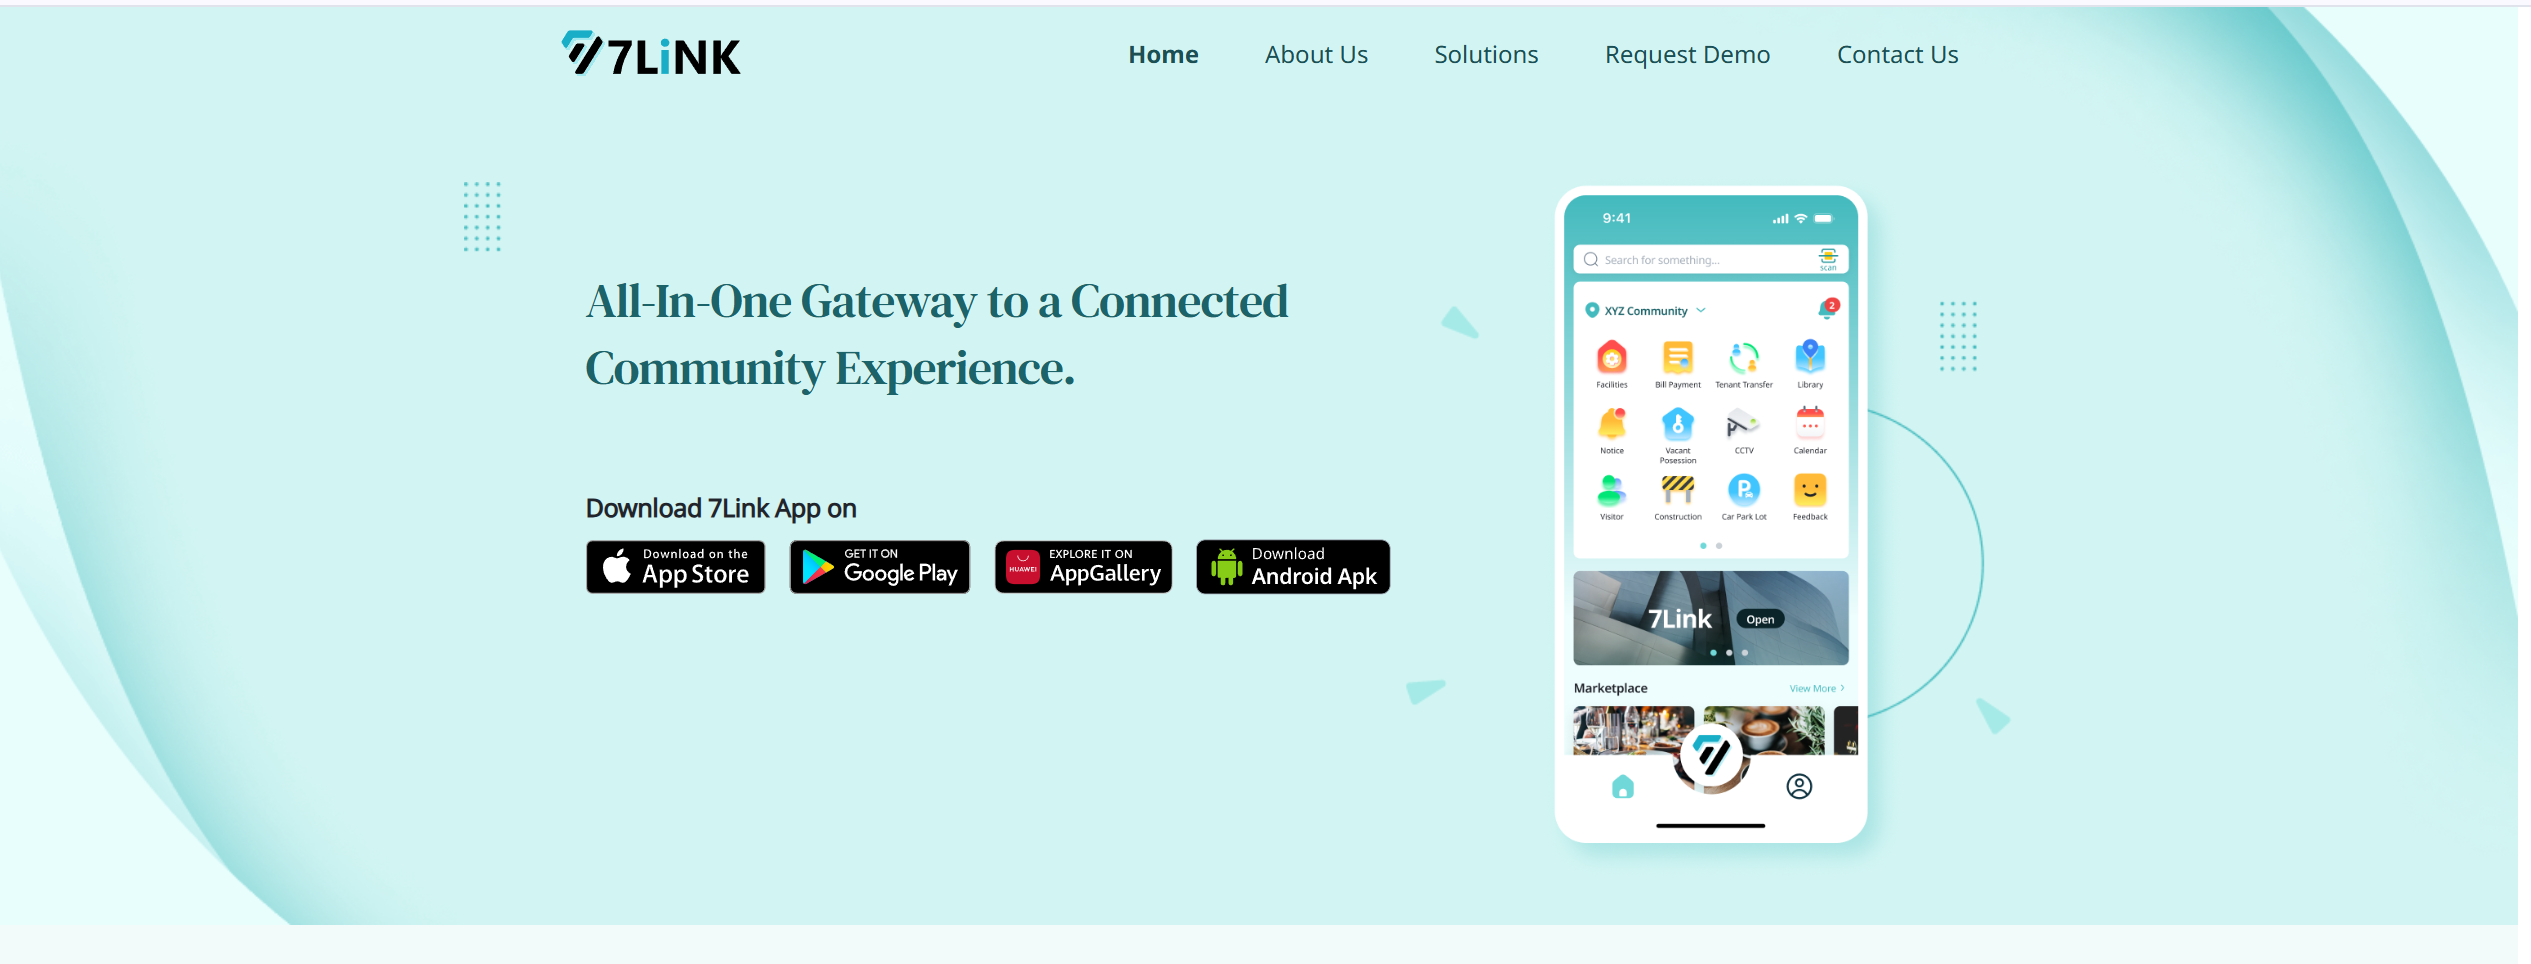 7LiNK
Home
About Us
Solutions
Request Demo
Contact Us
All-In-One Gateway to a Connected
Community Experience.
Download 7Link App on
Download on the
App Store
GET IT ON
Google Play
HUAWEI
EXPLORE IT ON
AppGallery
Download
Android Apk
9:41
Search for something...
scan
XYZ Community
2
Facilities
Bill Payment
Tenant Transfer
Library
Notice
Vacant
Posession
CCTV
Calendar
P
Visitor
Construction
Car Park Lot
Feedback
7Link
Open
Marketplace
View More